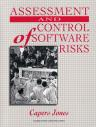 ASSESSMENT
AND
CONTROL
OF SOFTWARE
RISKS
Capers Jones